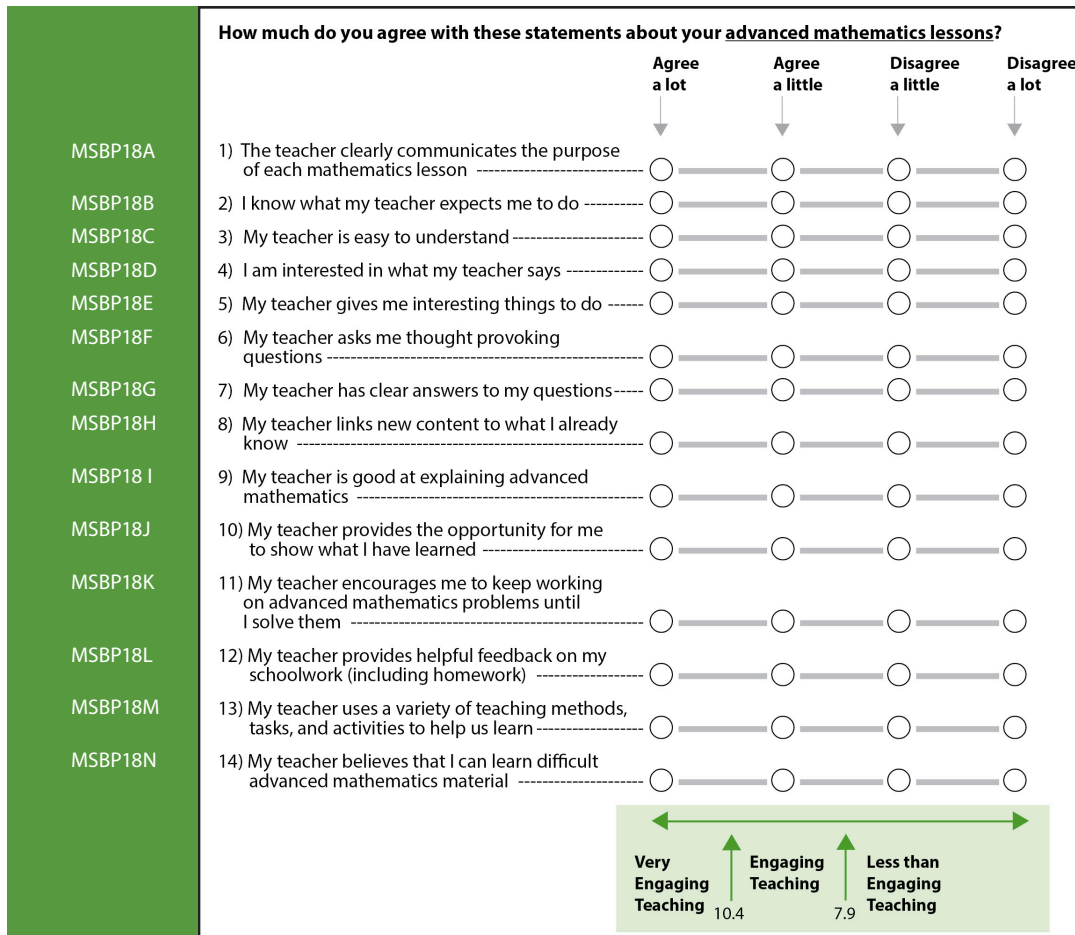 How much do you agree with these statements about your advanced mathematics lessons?
Agree a lot
Agree a little
Disagree a little
Disagree a lot
MSBP18A
1) The teacher clearly communicates the purpose
of each mathematics lesson
MSBP18B
2) I know what my teacher expects me to do
MSBP18C
3) My teacher is easy to understand
MSBP18D
4) I am interested in what my teacher says
MSBP18E
5) My teacher gives me interesting things to do
MSBP18F
6) My teacher asks me thought provoking
questions
MSBP18G
7) My teacher has clear answers to my questions
MSBP18H
8) My teacher links new content to what I already
know
MSBP18 I
9) My teacher is good at explaining advanced
mathematics
MSBP18J
10) My teacher provides the opportunity for me
to show what I have learned
MSBP18K
11) My teacher encourages me to keep working
on advanced mathematics problems until
I solve them
MSBP18L
12) My teacher provides helpful feedback on my
schoolwork (including homework)
MSBP18M
13) My teacher uses a variety of teaching methods,
tasks, and activities to help us learn
MSBP18N
14) My teacher believes that I can learn difficult
advanced mathematics material
Very
Engaging
Teaching
10.4
Engaging
Teaching
7.9
Less than
Engaging
Teaching